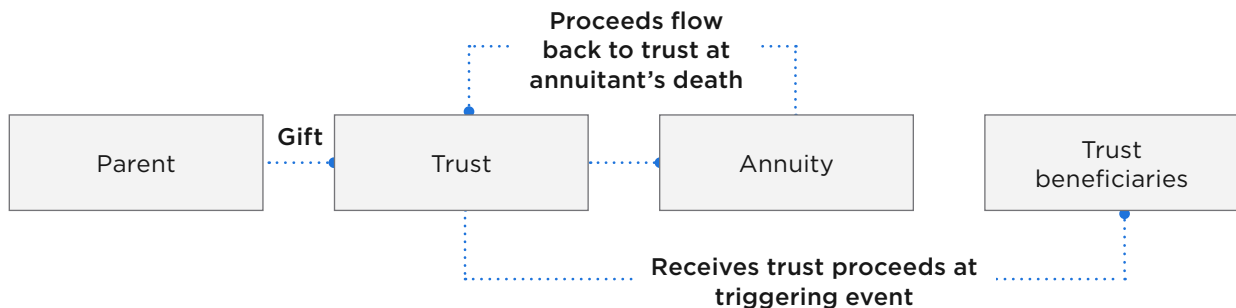 Proceeds flow
back to trust at
annuitant's death
Parent
Gift
Trust
Annuity
Trust
beneficiaries
Receives trust proceeds at
triggering event